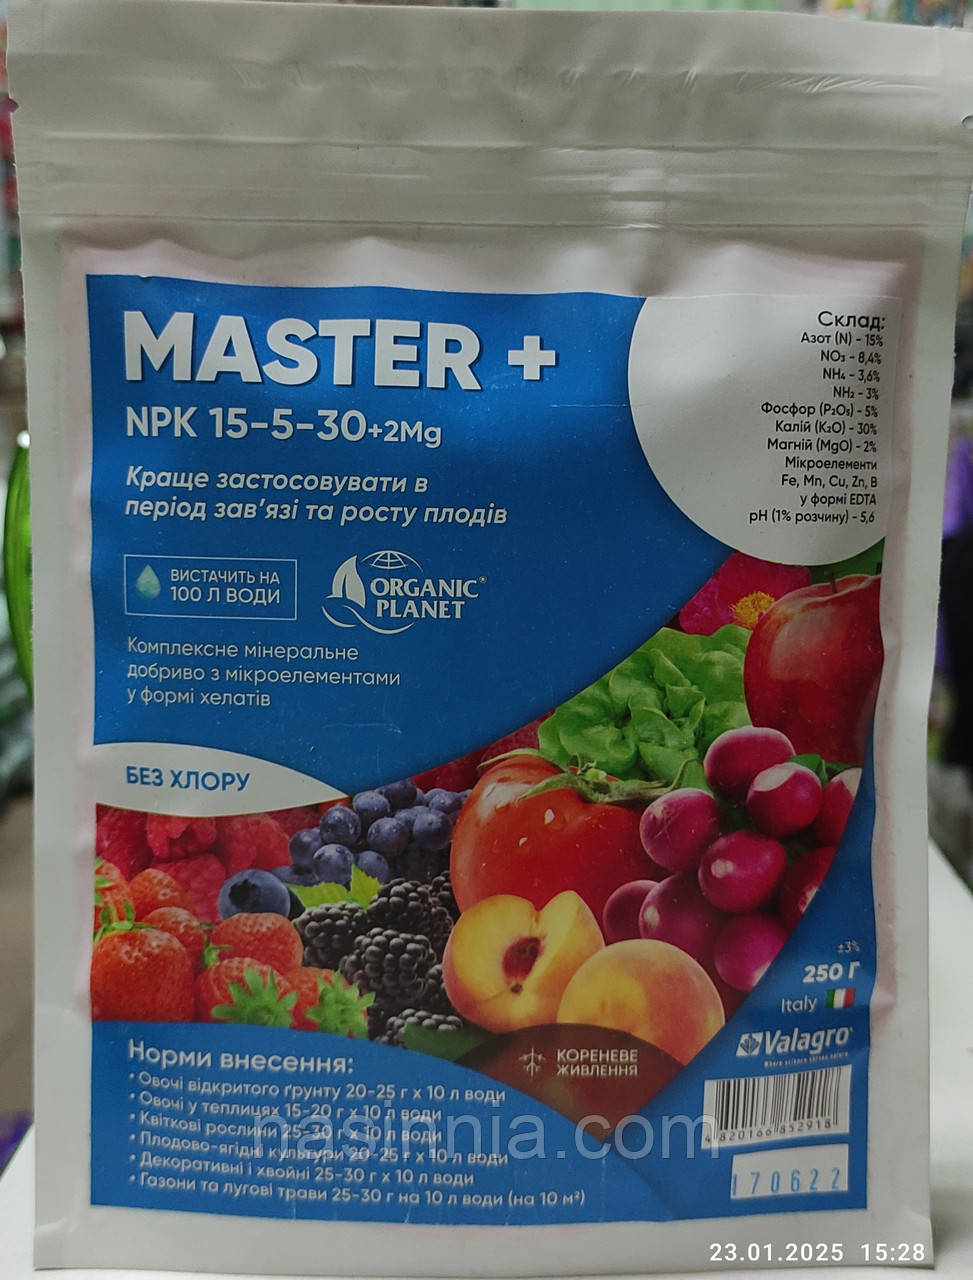 MASTER +
NPK 15-5-30+2Mg
Краще застосовувати в
період зав'язі та росту плодів
ВИСТАЧИТЬ НА
100 Л ВОДИ
ORGANIC®
PLANET
Комплексне мінеральне
добриво з мікроелементами
у формі хелатів
БЕЗ ХЛОРУ
Склад:
Азот (N) - 15%
NO₃ - 8,4%
NH₄ - 3,6%
NH₂ - 3%
Фосфор (P₂O₅) - 5%
Калій (K₂O) - 30%
Магній (MgO) - 2%
Мікроелементи
Fe, Mn, Cu, Zn, B
у формі EDTA
pH (1% розчину) - 5,6
±3%
250 Г
Italy
Valagro®
Where science serves nature
КОРЕНЕВЕ
ЖИВЛЕННЯ
Норми внесення:
• Овочі відкритого ґрунту 20-25 г х 10 л води
• Овочі у теплицях 15-20 г х 10 л води
• Квіткові рослини 25-30 г х 10 л води
• Плодово-ягідні культури 20-25 г х 10 л води
• Декоративні і хвойні 25-30 г х 10 л води
• Газони та лугові трави 25-30 г на 10 л води (на 10 м²)
4820166852918
170622
nasinnia.com
23.01.2025 15:28